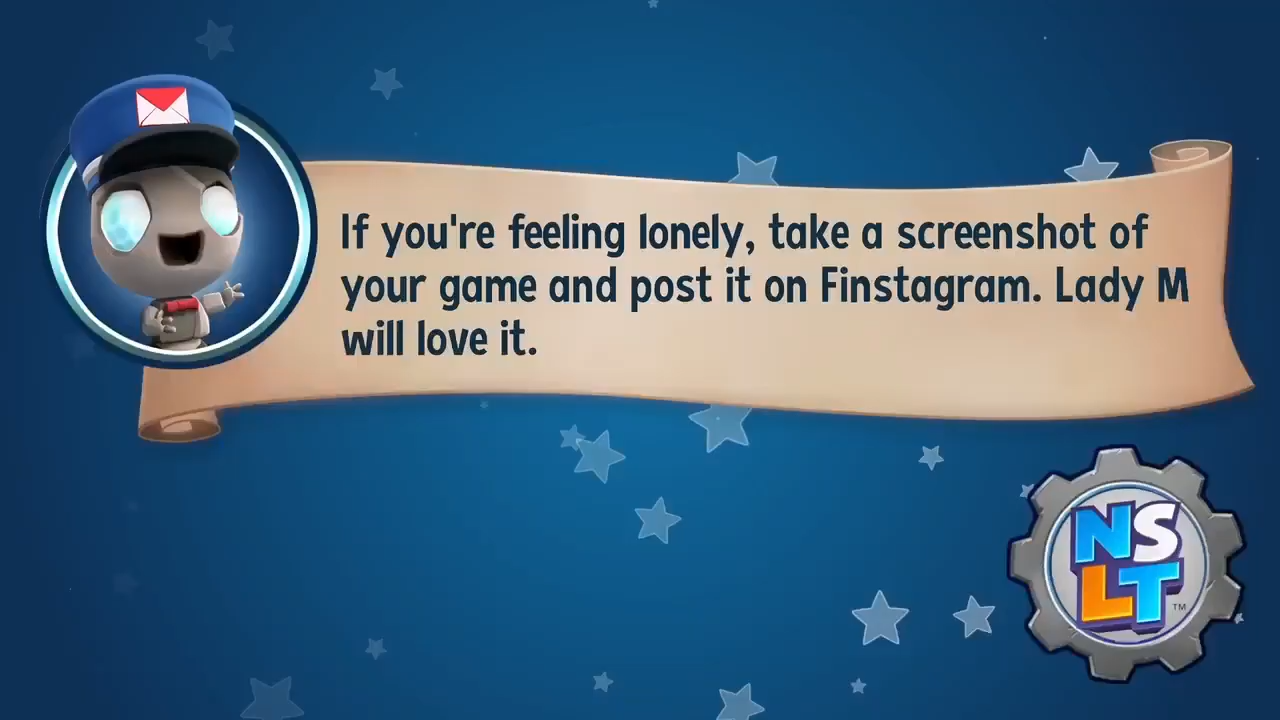 If you're feeling lonely, take a screenshot of
your game and post it on Finstagram. Lady M
will love it.
NS
LT
TM